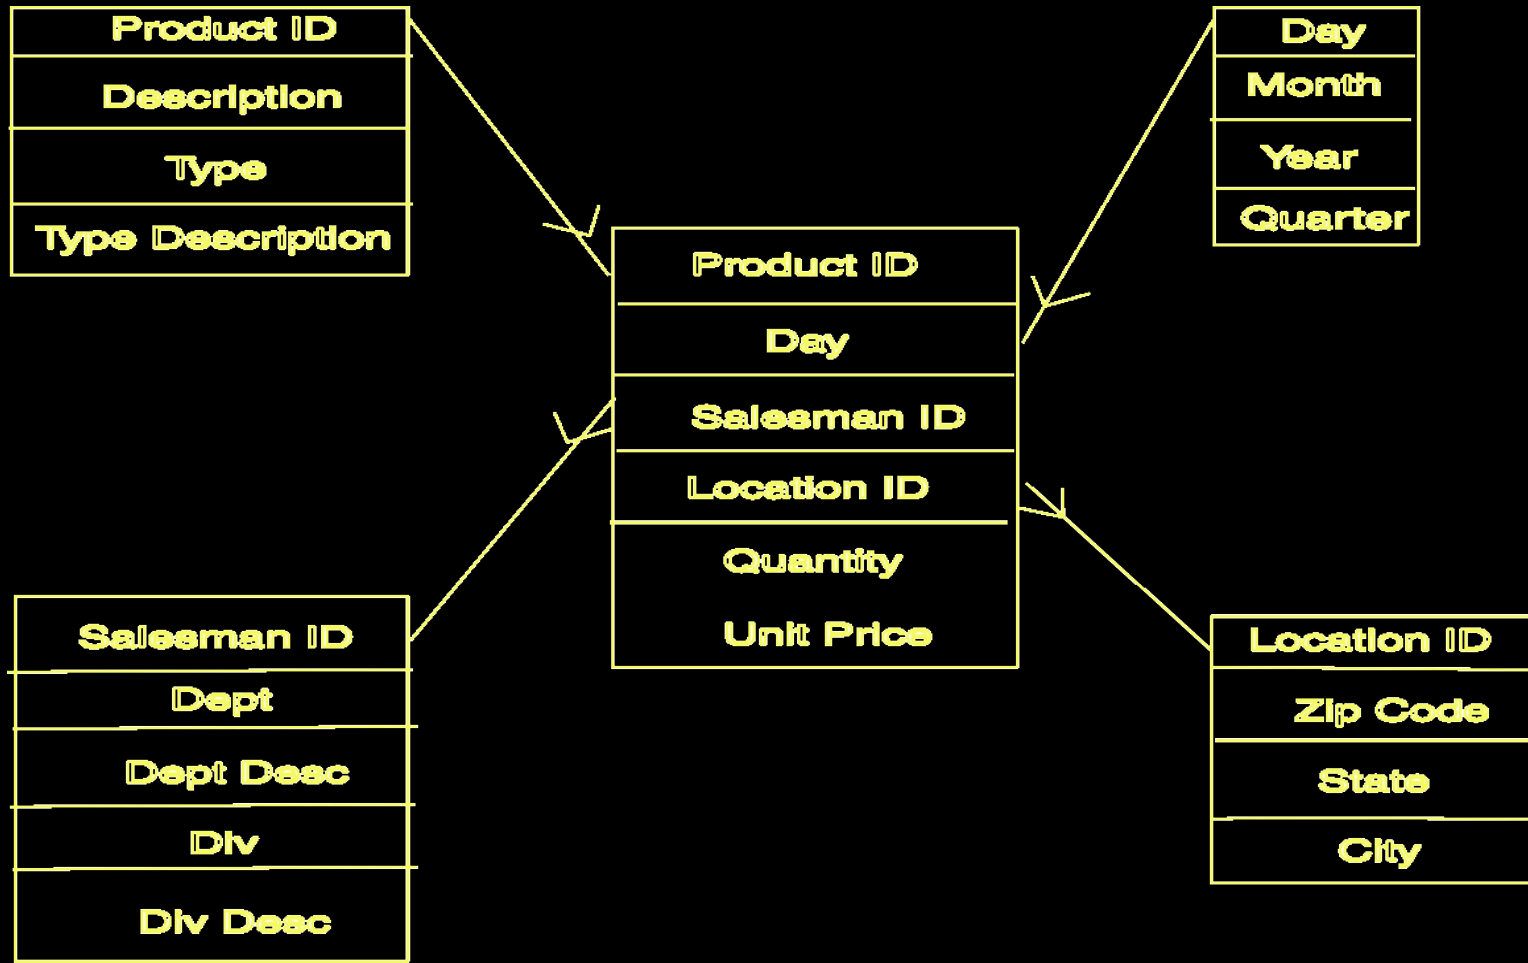 Product ID
Description
Type
Type Description
Day
Month
Year
Quarter
Product ID
Day
Salesman ID
Location ID
Quantity
Unit Price
Salesman ID
Dept
Dept Desc
Div
Div Desc
Location ID
Zip Code
State
City